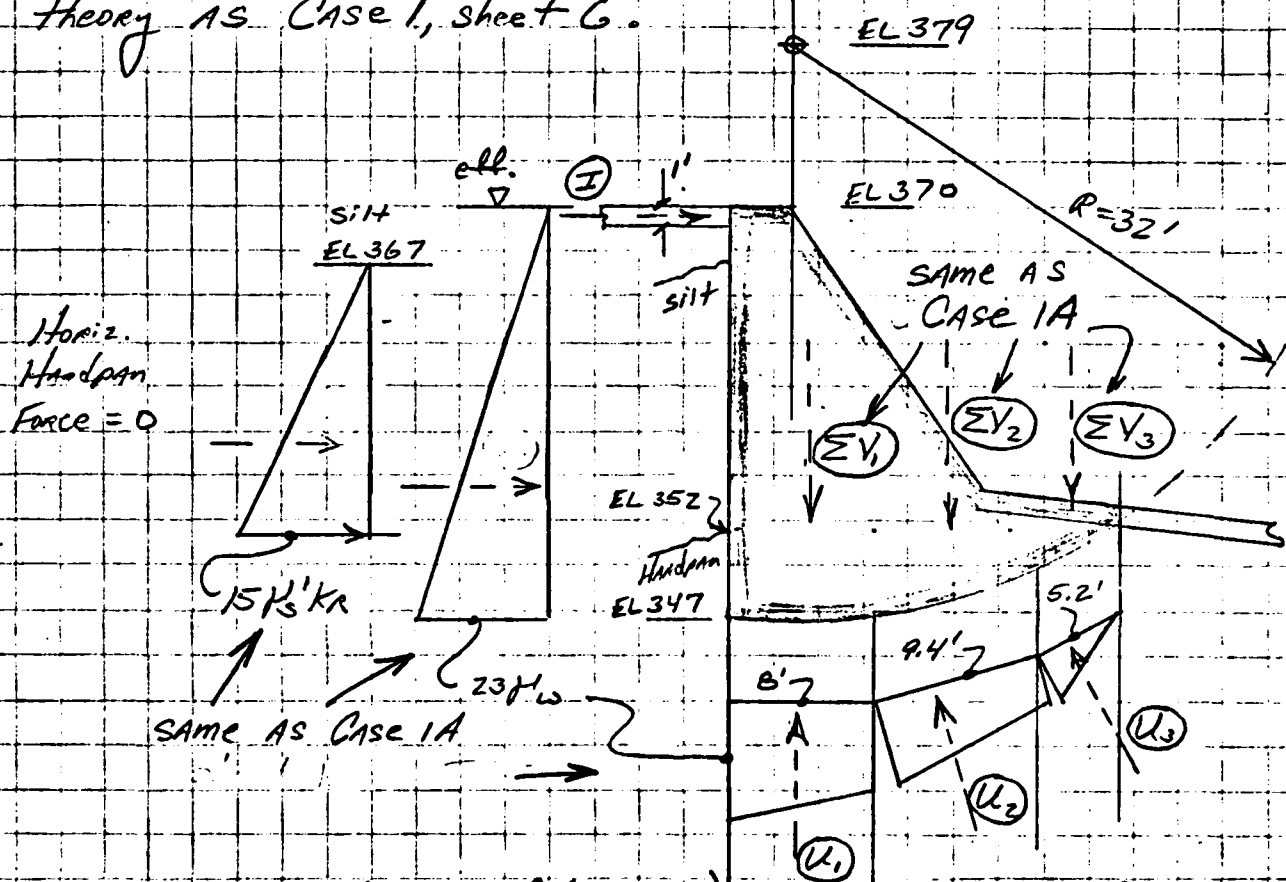 theory AS CASE 1, sheet 6.
EL 379
eff.
I
1'
EL 370
R=32'
silt
EL 367
silt
SAME AS
CASE 1A
Horiz.
Hardpan
Force = 0
ΣV₁
ΣV₂
ΣV₃
EL 352
Hardpan
EL 347
15 γs' KR
5.2'
9.4'
8'
23 γw
SAME AS CASE 1A
U₃
U₂
U₁